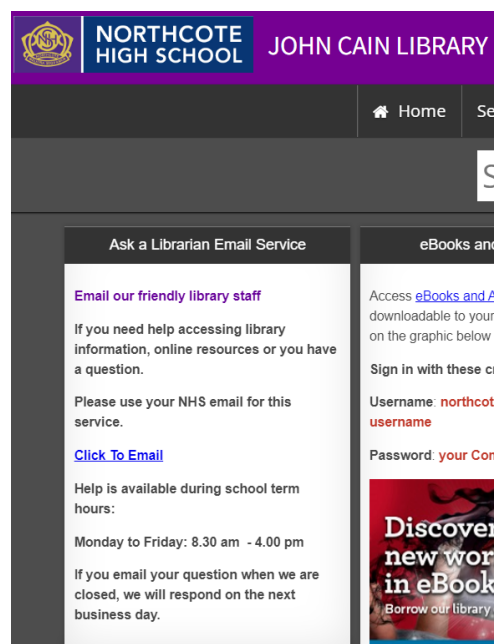 NORTHCOTE
HIGH SCHOOL
JOHN CAIN LIBRARY
Home
Se
Ask a Librarian Email Service
Email our friendly library staff
If you need help accessing library
information, online resources or you have
a question.
Please use your NHS email for this
service.
Click To Email
Help is available during school term
hours:
Monday to Friday: 8.30 am - 4.00 pm
If you email your question when we are
closed, we will respond on the next
business day.
eBooks and
Access eBooks and A
downloadable to your
on the graphic below
Sign in with these cr
Username: northcot
username
Password: your Com
Discover
new wor
in eBook
Borrow our library